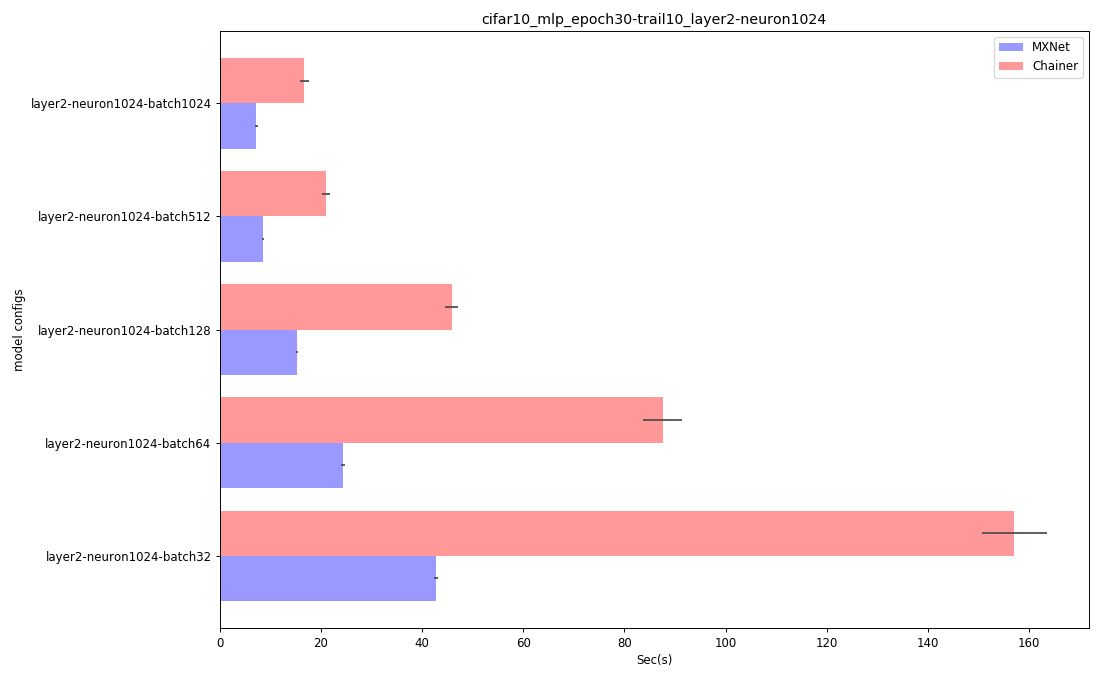 cifar10_mlp_epoch30-trail10_layer2-neuron1024
MXNet
Chainer
model configs
layer2-neuron1024-batch1024
layer2-neuron1024-batch512
layer2-neuron1024-batch128
layer2-neuron1024-batch64
layer2-neuron1024-batch32
0 20 40 60 80 100 120 140 160
Sec(s)